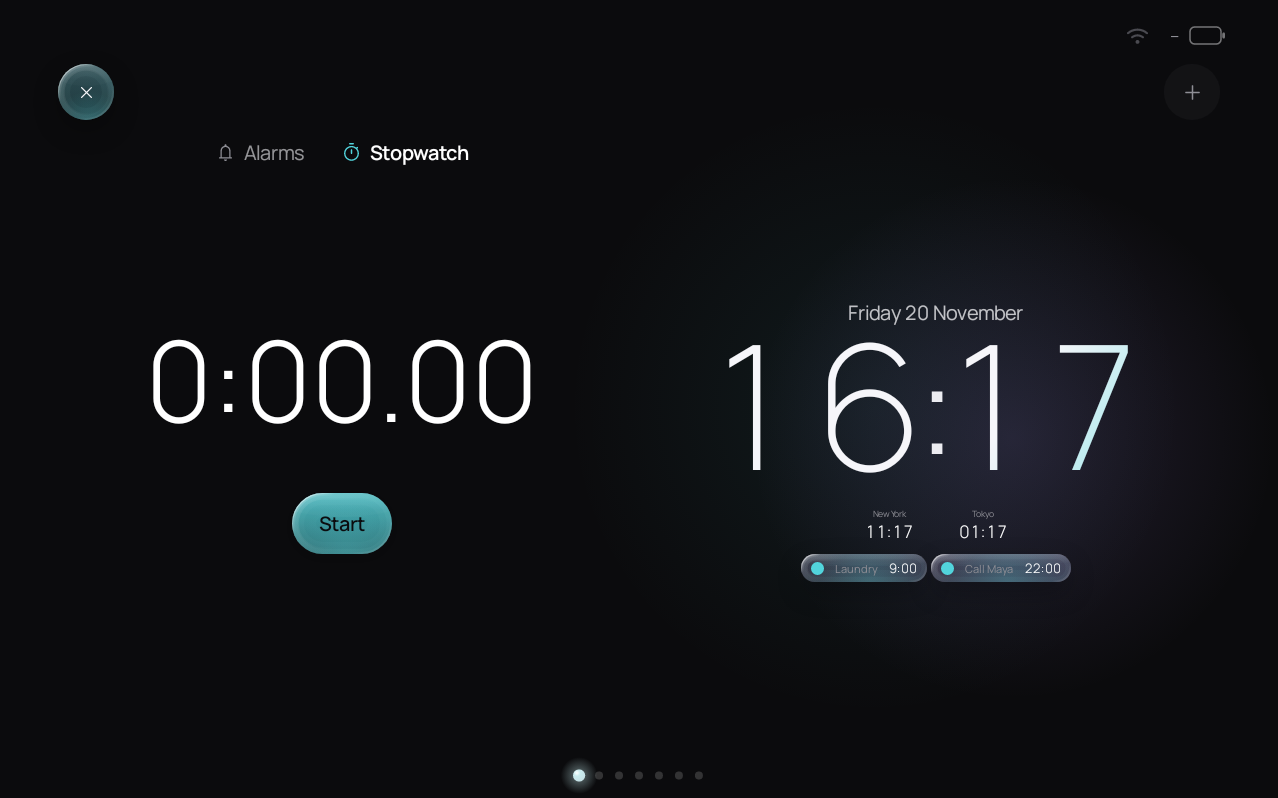 –
Alarms
Stopwatch
0:00.00
Start
Friday 20 November
16:17
New York
11:17
Tokyo
01:17
Laundry 9:00
Call Maya 22:00